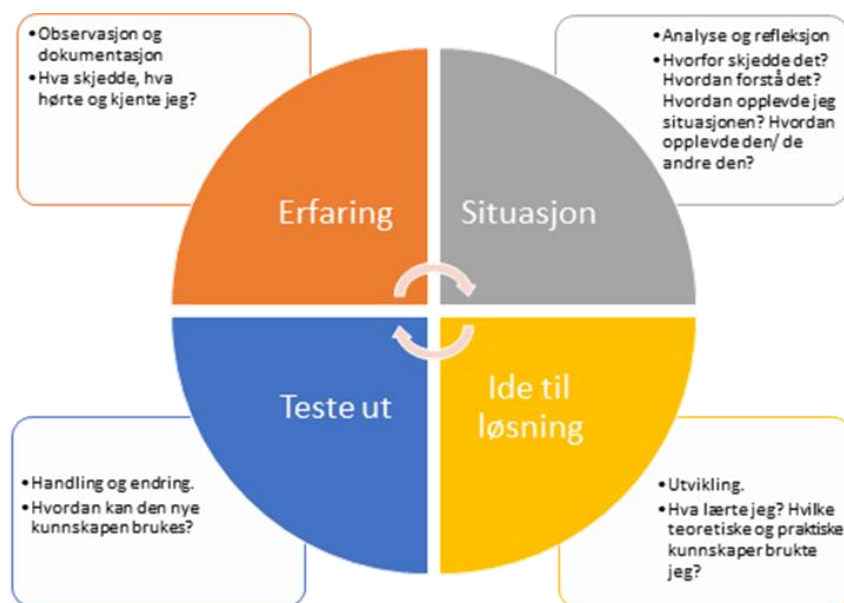 •Observasjon og
dokumentasjon
•Hva skjedde, hva
hørte og kjente jeg?
•Analyse og refleksjon
•Hvorfor skjedde det?
Hvordan forstå det?
Hvordan opplevde jeg
situasjonen? Hvordan
opplevde den/ de
andre den?
Erfaring
Situasjon
Teste ut
Ide til
løsning
•Handling og endring.
•Hvordan kan den nye
kunnskapen brukes?
•Utvikling.
•Hva lærte jeg? Hvilke
teoretiske og praktiske
kunnskaper brukte
jeg?